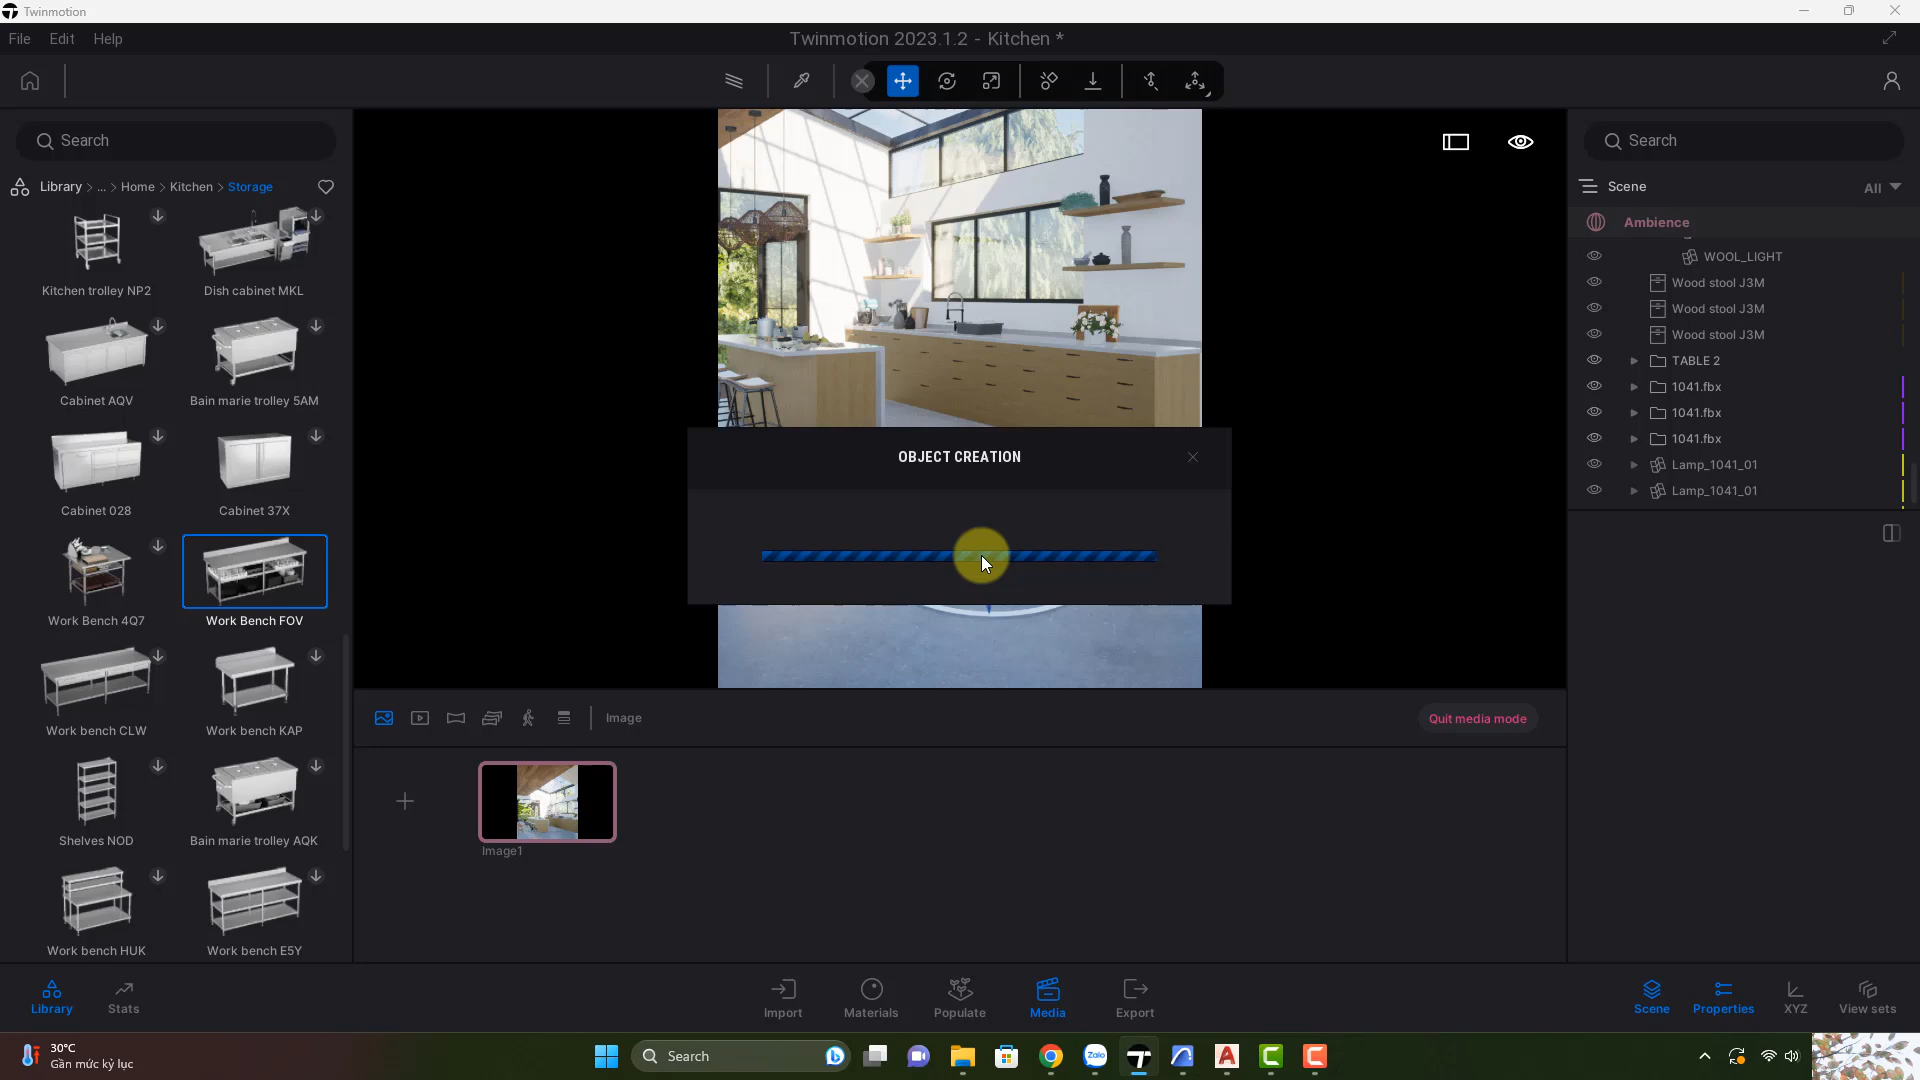 Twinmotion
File Edit Help
Twinmotion 2023.1.2 - Kitchen *
Search
Library > ... > Home > Kitchen > Storage
Kitchen trolley NP2
Dish cabinet MKL
Cabinet AQV
Bain marie trolley 5AM
Cabinet 028
Cabinet 37X
Work Bench 4Q7
Work Bench FOV
Work bench CLW
Work bench KAP
Shelves NOD
Bain marie trolley AQK
Work bench HUK
Work bench E5Y
OBJECT CREATION
Image
Quit media mode
Image1
Search
Scene
All
Ambience
WOOL_LIGHT
Wood stool J3M
Wood stool J3M
Wood stool J3M
TABLE 2
1041.fbx
1041.fbx
1041.fbx
Lamp_1041_01
Lamp_1041_01
Library
Stats
Import
Materials
Populate
Media
Export
Scene
Properties
XYZ
View sets
30°C
Gần mức kỷ lục
Search
Zalo